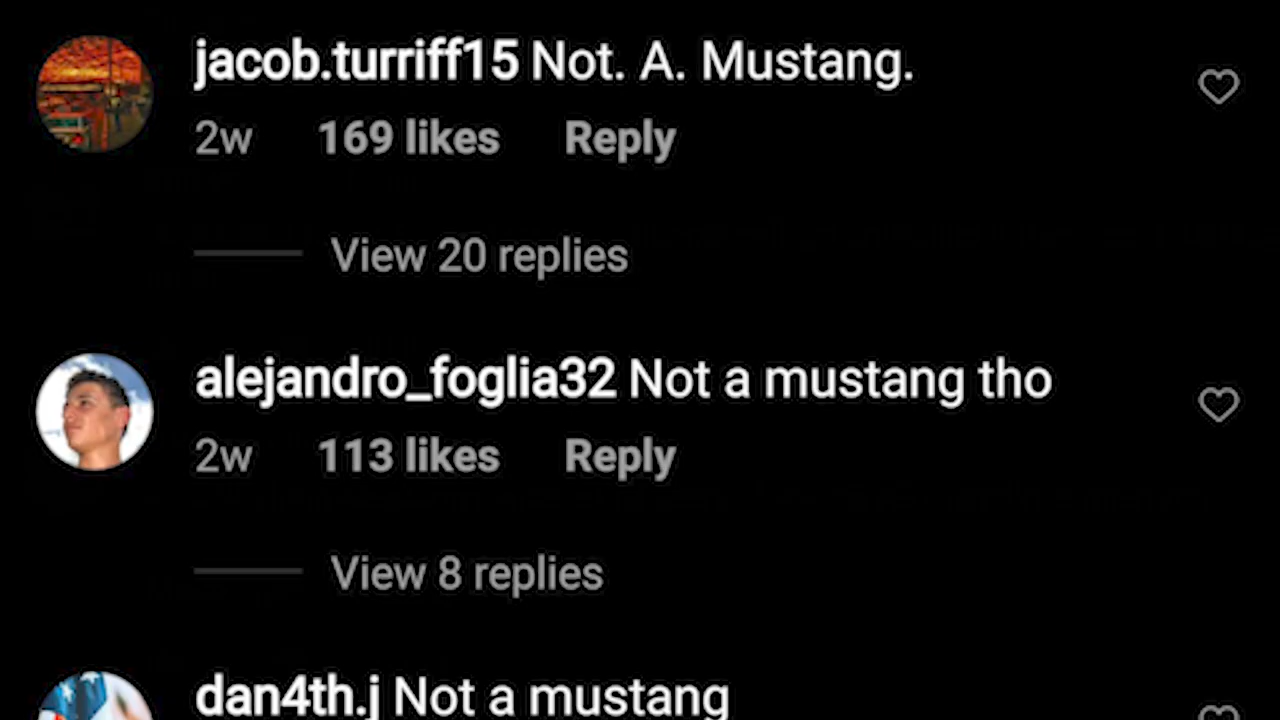 jacob.turriff15 Not. A. Mustang.
2w 169 likes Reply
View 20 replies
alejandro_foglia32 Not a mustang tho
2w 113 likes Reply
View 8 replies
dan4th.j Not a mustang